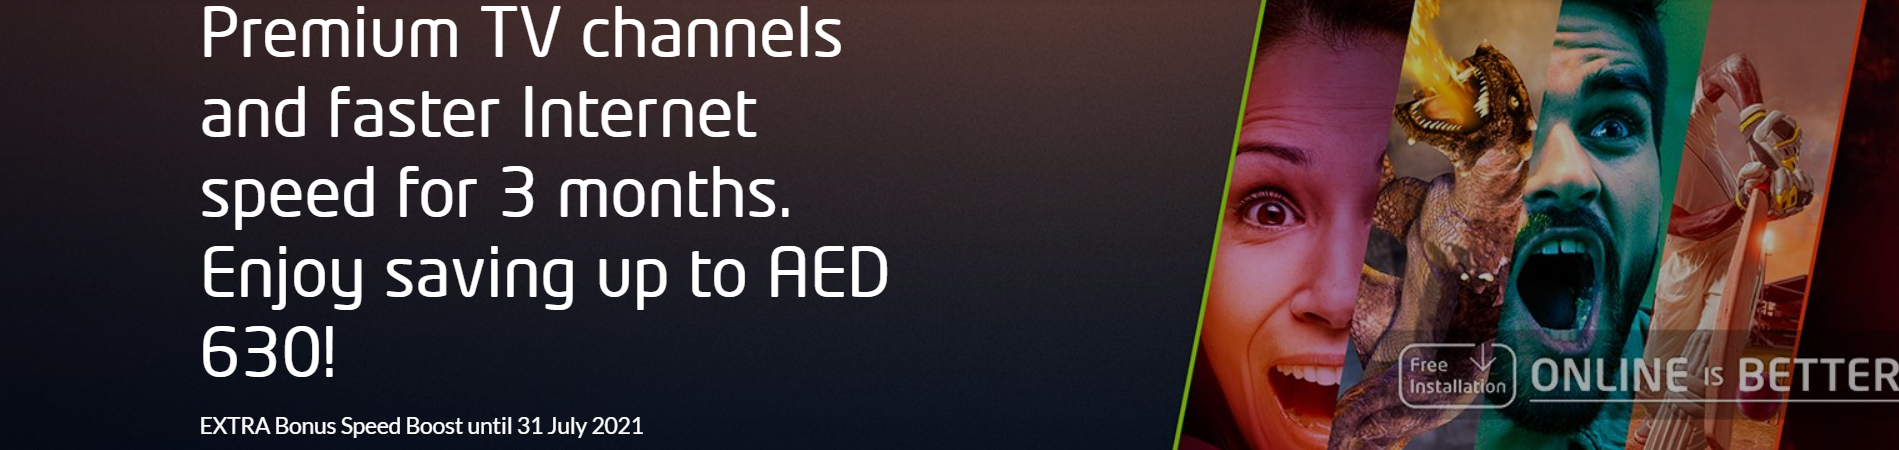 Premium TV channels
and faster Internet
speed for 3 months.
Enjoy saving up to AED
630!
EXTRA Bonus Speed Boost until 31 July 2021
Free
Installation
ONLINE IS BETTER